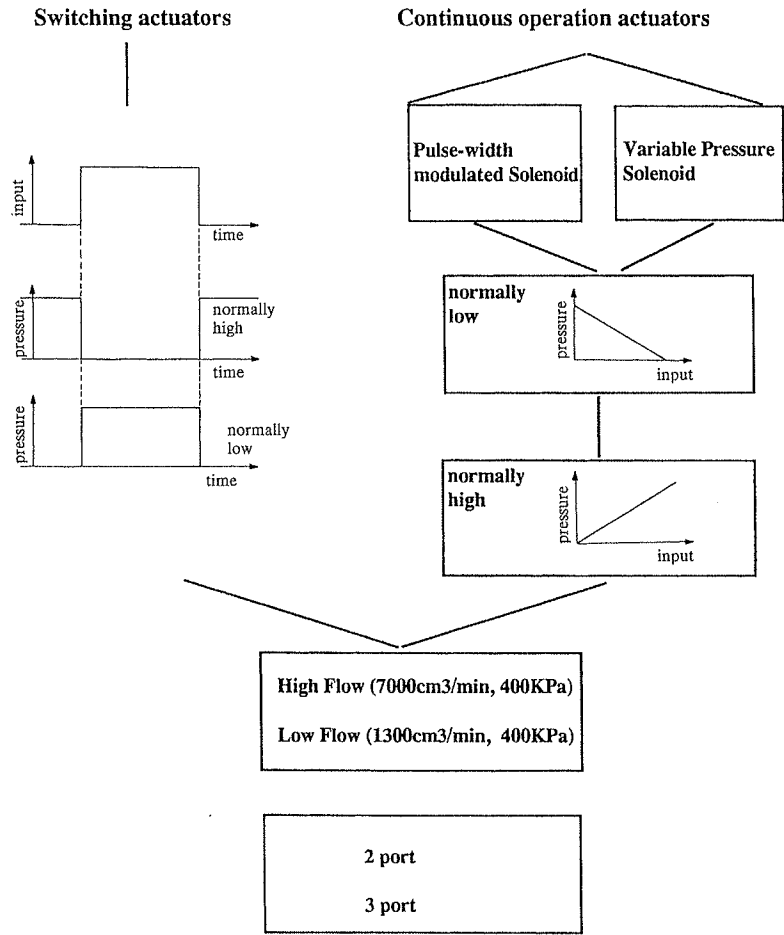 Switching actuators
Continuous operation actuators
Pulse-width
modulated Solenoid
Variable Pressure
Solenoid
input
time
pressure
normally
high
time
pressure
normally
low
time
normally
low
pressure
input
normally
high
pressure
input
High Flow (7000cm3/min, 400KPa)
Low Flow (1300cm3/min, 400KPa)
2 port
3 port